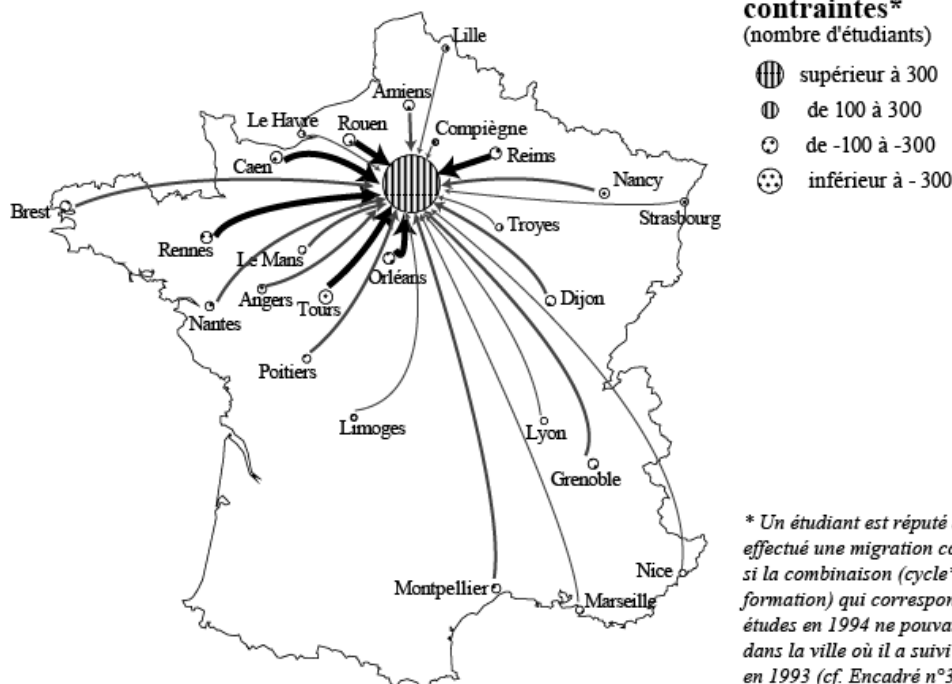 contraintes*
(nombre d'étudiants)
supérieur à 300
de 100 à 300
de -100 à -300
inférieur à - 300
Lille
Amiens
Le Havre
Rouen
Compiègne
Caen
Reims
Nancy
Brest
Strasbourg
Troyes
Rennes
Le Mans
Orléans
Angers
Tours
Dijon
Nantes
Poitiers
Limoges
Lyon
Grenoble
Nice
Montpellier
Marseille
* Un étudiant est réputé
effectué une migration
si la combinaison (cycle
formation) qui
études en 1994 ne
dans la ville où il a suivi
en 1993 (cf. Encadré n°3